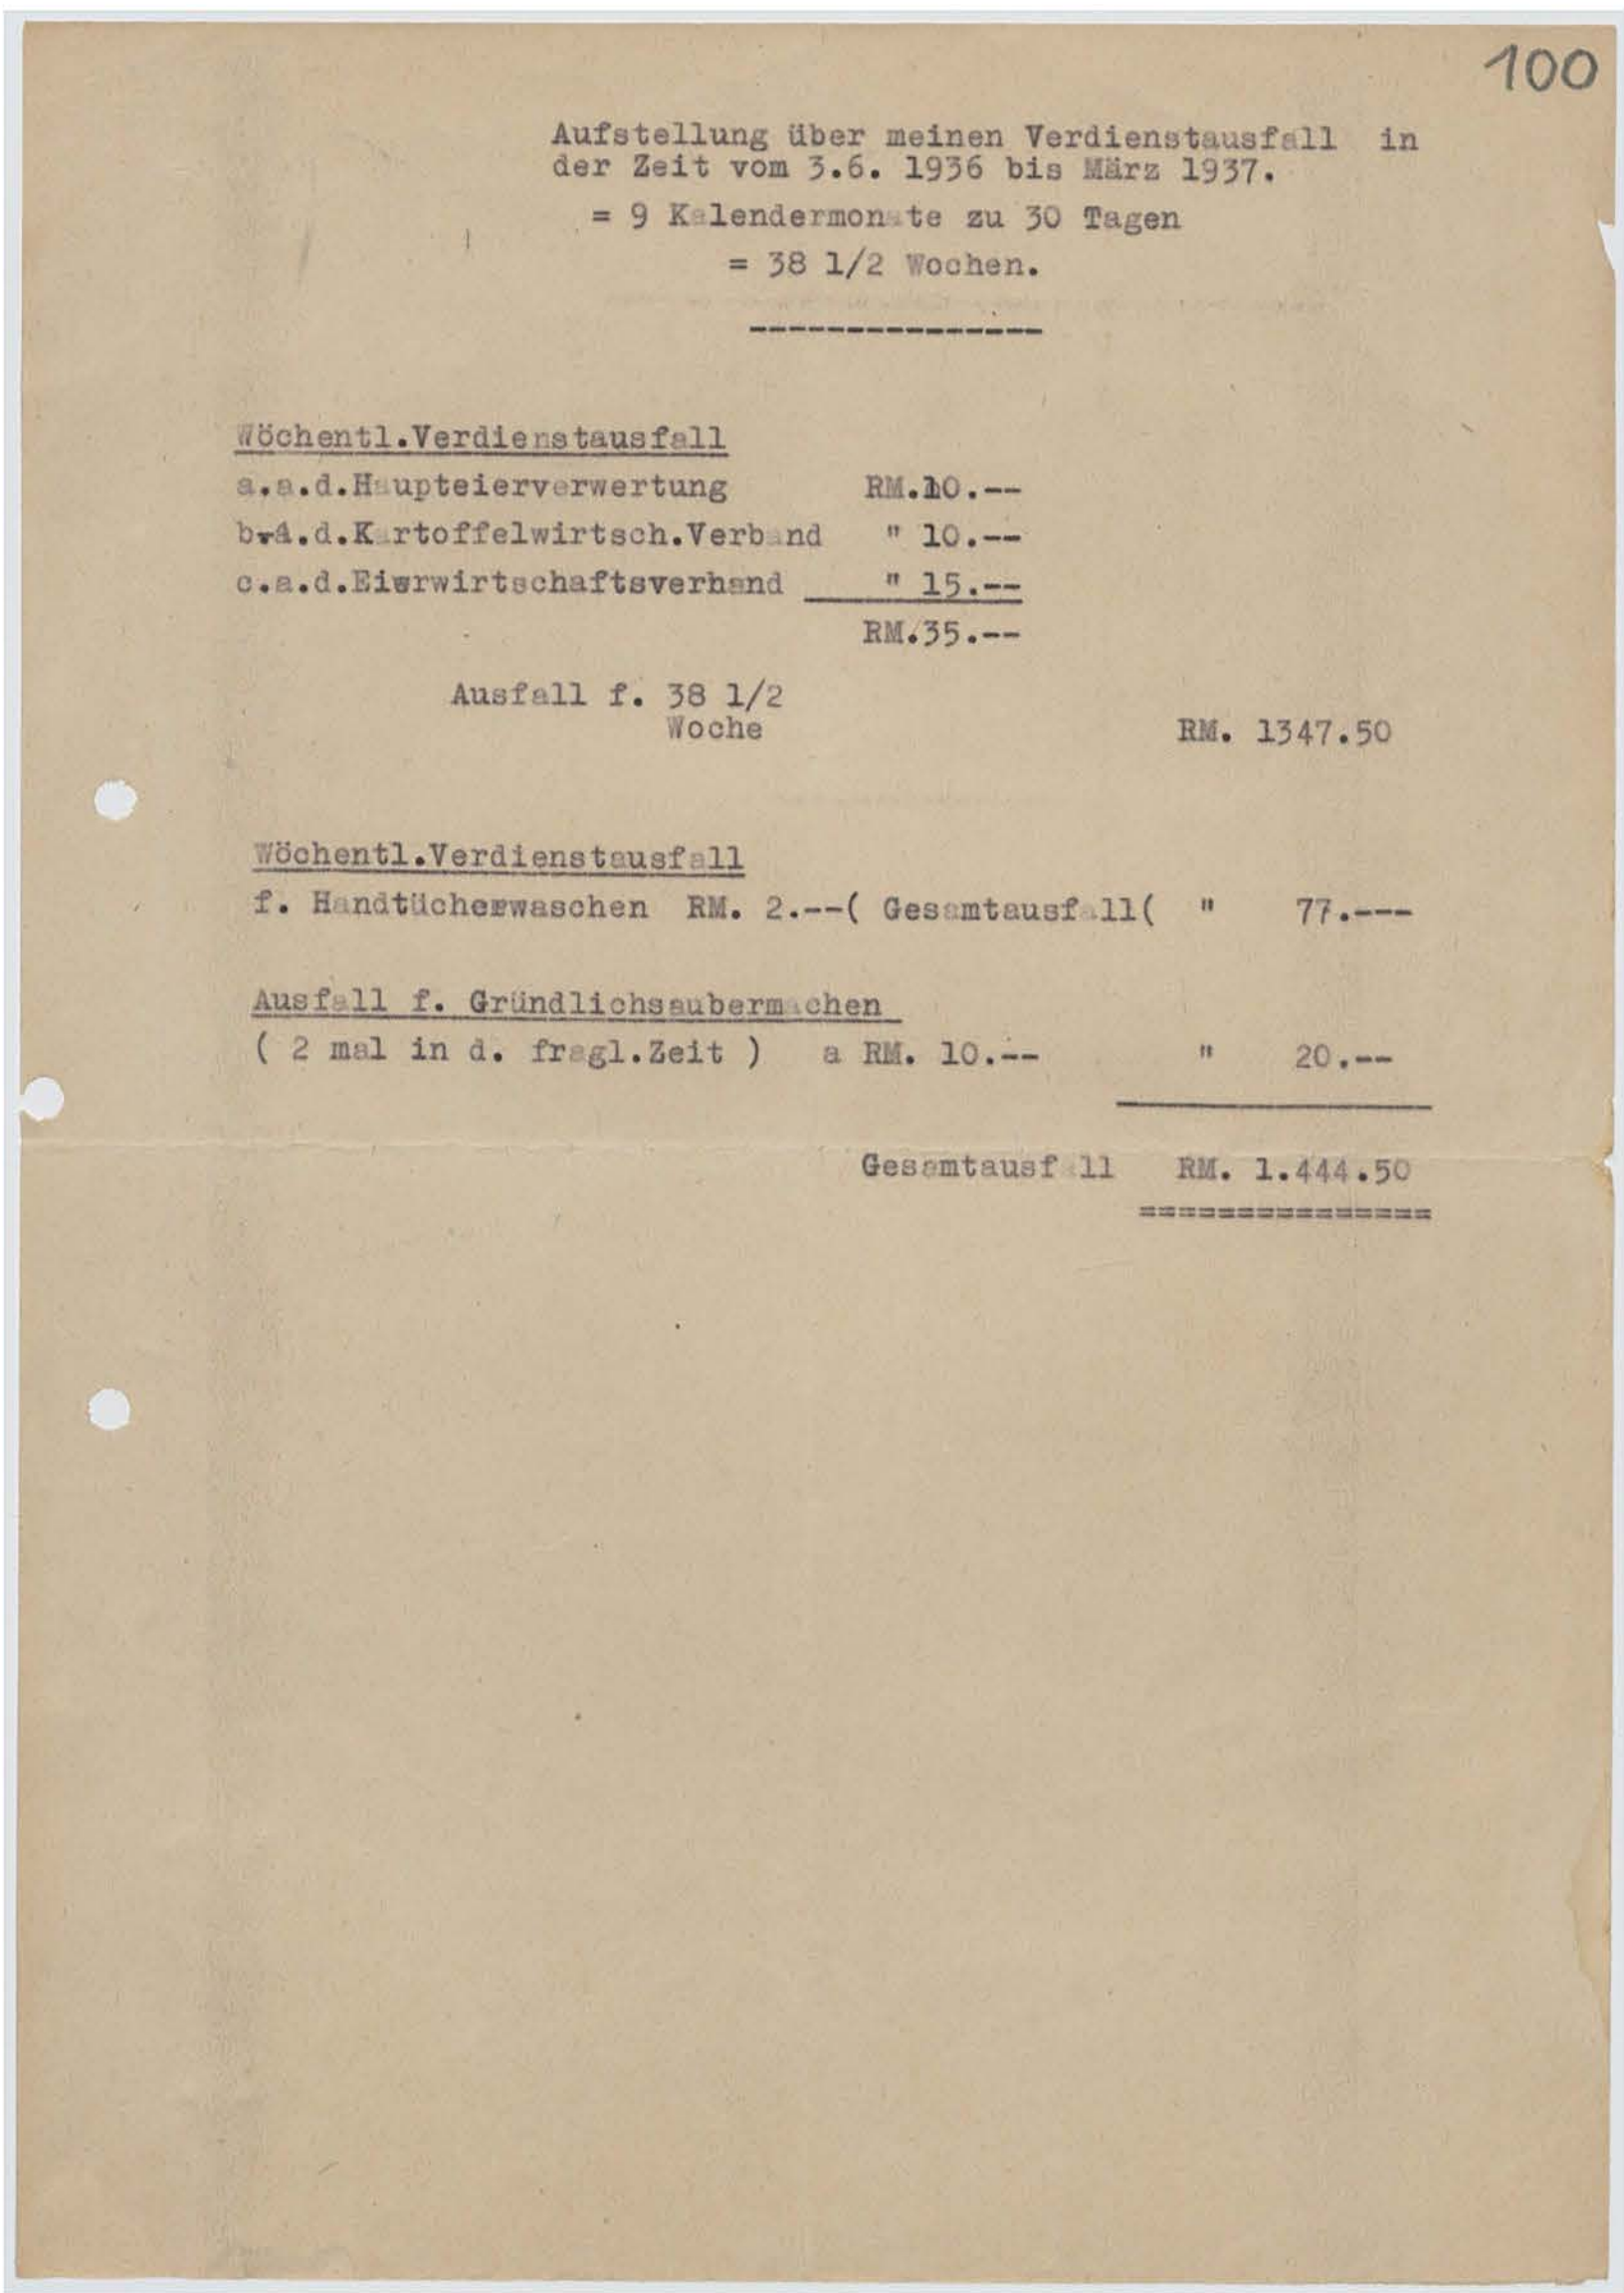 100
Aufstellung über meinen Verdienstausfall in
der Zeit vom 3.6. 1936 bis März 1937.
= 9 Kalendermonate zu 30 Tagen
= 38 1/2 Wochen.
---------------
Wöchentl.Verdienstausfall
a.a.d.Haupteierverwertung RM.10.--
b.a.d.Kartoffelwirtsch.Verband " 10.--
c.a.d.Eierwirtschaftsverhand " 15.--
RM.35.--
Ausfall f. 38 1/2
Woche RM. 1347.50
Wöchentl.Verdienstausfall
f. Handtücherwaschen RM. 2.--( Gesamtausfall( " 77.---
Ausfall f. Gründlichsaubermachen
( 2 mal in d. fragl.Zeit ) a RM. 10.-- " 20.--
Gesamtausfall RM. 1.444.50
===============